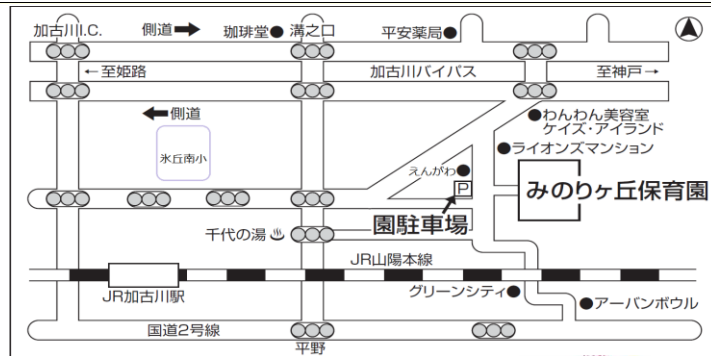 加古川I.C.
側道
珈琲堂
溝之口
平安薬局
←至姫路
加古川バイパス
至神戸→
側道
氷丘南小
わんわん美容室
ケイズ・アイランド
ライオンズマンション
えんがわ
P
みのりヶ丘保育園
園駐車場
千代の湯
JR山陽本線
JR加古川駅
グリーンシティ
アーバンボウル
国道2号線
平野